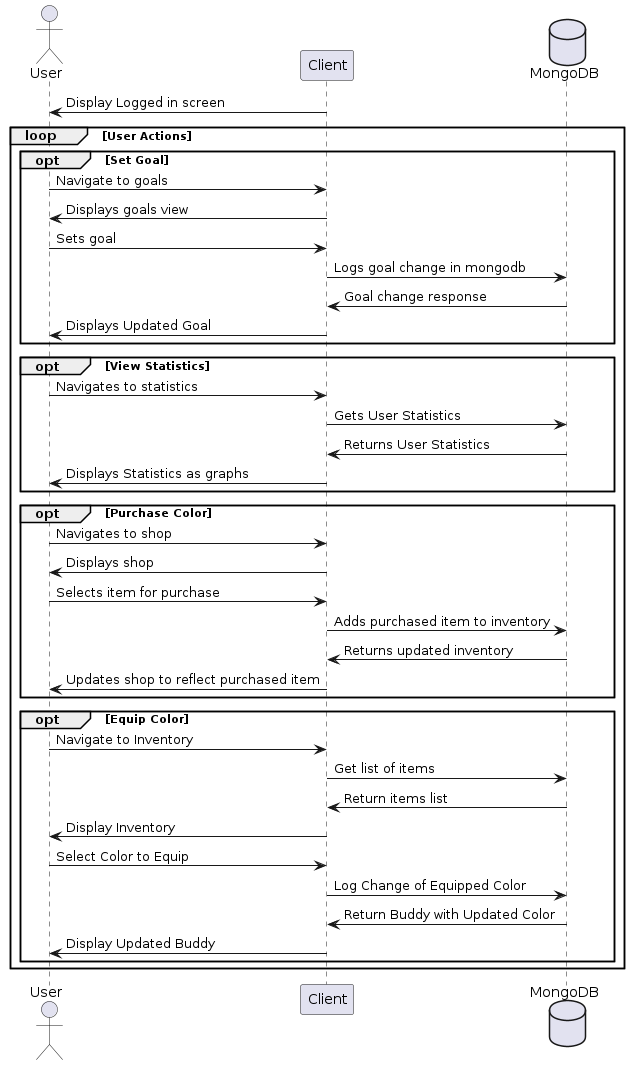 User
Client
MongoDB
Display Logged in screen
loop [User Actions]
opt [Set Goal]
Navigate to goals
Displays goals view
Sets goal
Logs goal change in mongodb
Goal change response
Displays Updated Goal
opt [View Statistics]
Navigates to statistics
Gets User Statistics
Returns User Statistics
Displays Statistics as graphs
opt [Purchase Color]
Navigates to shop
Displays shop
Selects item for purchase
Adds purchased item to inventory
Returns updated inventory
Updates shop to reflect purchased item
opt [Equip Color]
Navigate to Inventory
Get list of items
Return items list
Display Inventory
Select Color to Equip
Log Change of Equipped Color
Return Buddy with Updated Color
Display Updated Buddy
User
Client
MongoDB